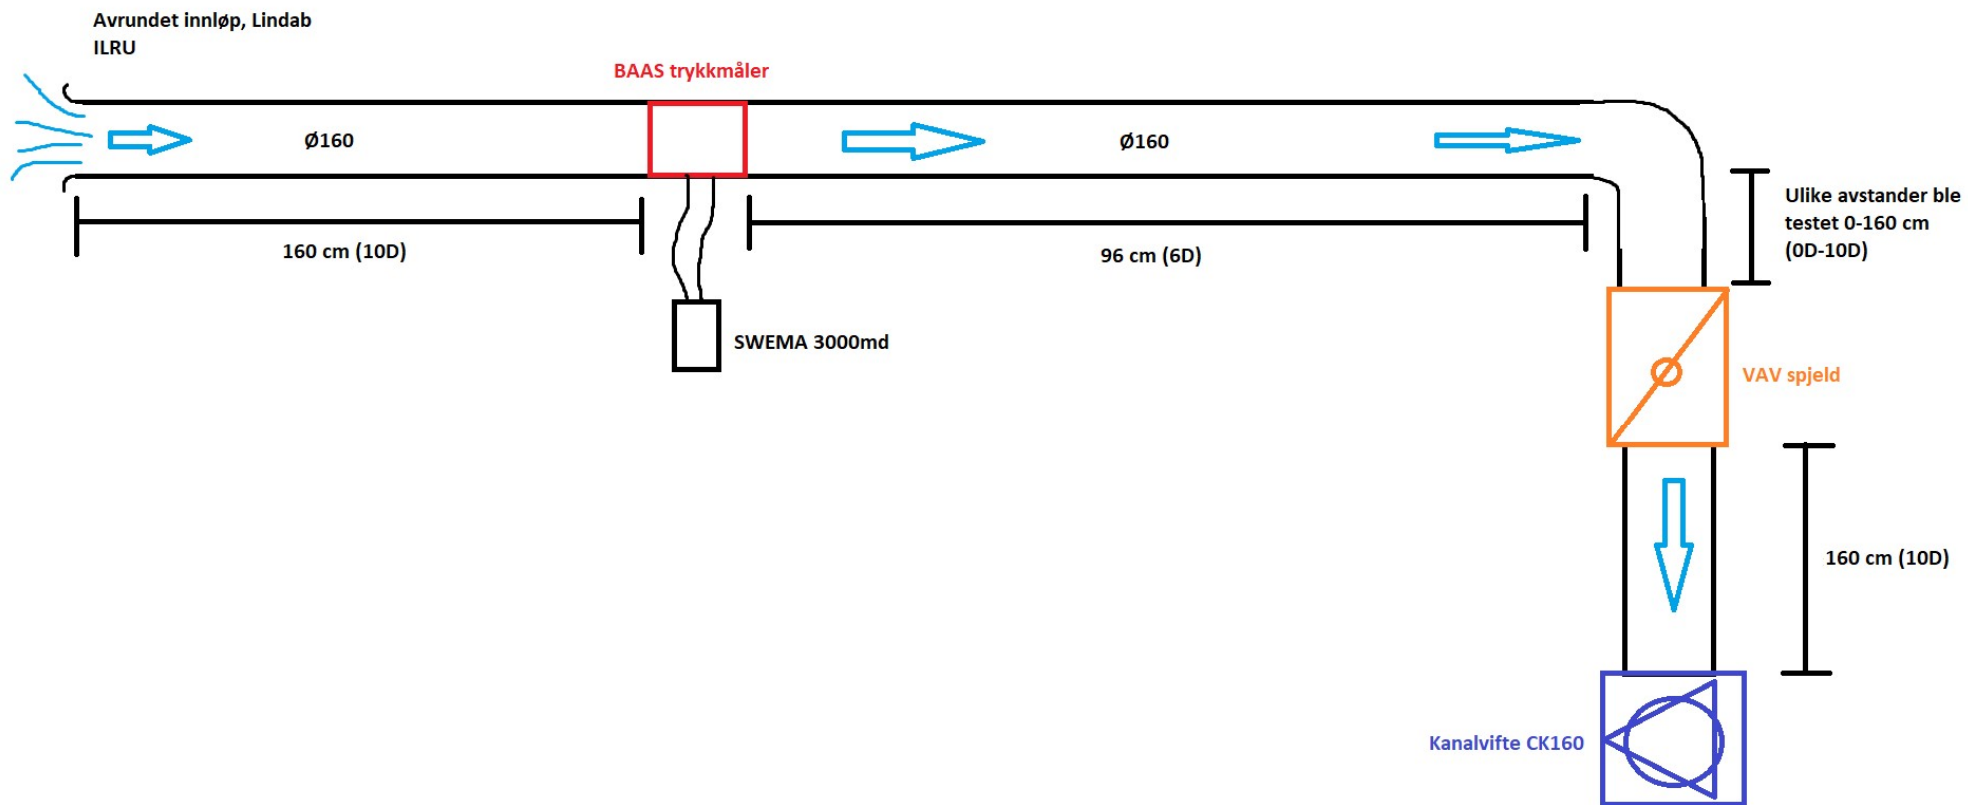 Avrundet innløp, Lindab
ILRU
BAAS trykkmåler
Ø160
Ø160
Ulike avstander ble
testet 0-160 cm
(0D-10D)
160 cm (10D)
96 cm (6D)
SWEMA 3000md
VAV spjeld
160 cm (10D)
Kanalvifte CK160